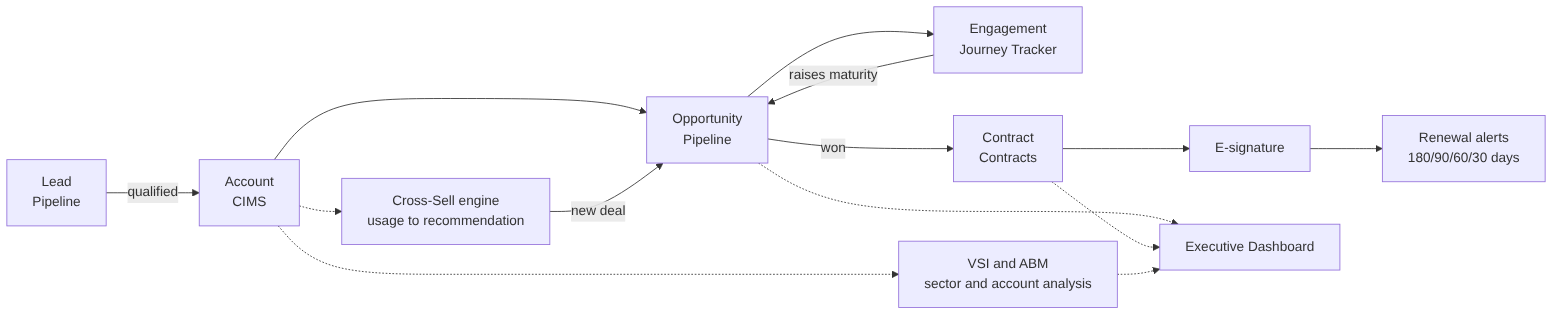 Lead
Pipeline
qualified
Account
CIMS
Cross-Sell engine
usage to recommendation
new deal
Opportunity
Pipeline
raises maturity
Engagement
Journey Tracker
won
Contract
Contracts
E-signature
Renewal alerts
180/90/60/30 days
VSI and ABM
sector and account analysis
Executive Dashboard